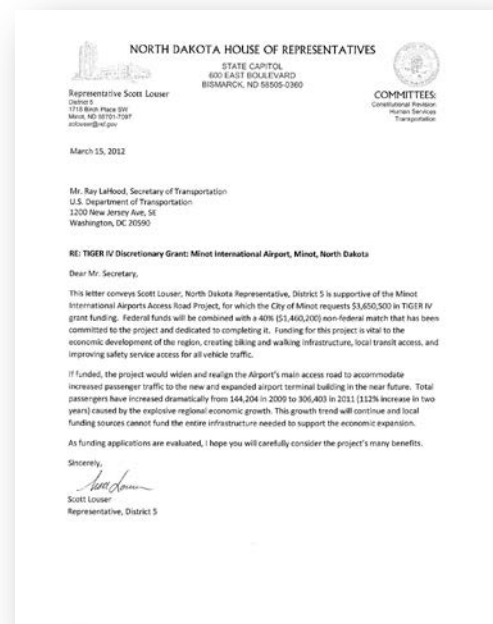 NORTH DAKOTA HOUSE OF REPRESENTATIVES
STATE CAPITOL
600 EAST BOULEVARD
BISMARCK, ND 58505-0360
Representative Scott Louser
District 5
1718 Birch Place SW
Minot, ND 58701-7097
sclouser@nd.gov
COMMITTEES:
Constitutional Revision
Human Services
Transportation
March 15, 2012
Mr. Ray LaHood, Secretary of Transportation
U.S. Department of Transportation
1200 New Jersey Ave, SE
Washington, DC 20590
RE: TIGER IV Discretionary Grant: Minot International Airport, Minot, North Dakota
Dear Mr. Secretary,
This letter conveys Scott Louser, North Dakota Representative, District 5 is supportive of the Minot
International Airports Access Road Project, for which the City of Minot requests $3,650,500 in TIGER IV
grant funding. Federal funds will be combined with a 40% ($1,460,200) non-federal match that has been
committed to the project and dedicated to completing it. Funding for this project is vital to the
economic development of the region, creating biking and walking infrastructure, local transit access, and
improving safety service access for all vehicle traffic.
If funded, the project would widen and realign the Airport's main access road to accommodate
increased passenger traffic to the new and expanded airport terminal building in the near future. Total
passengers have increased dramatically from 144,204 in 2009 to 306,403 in 2011 (112% increase in two
years) caused by the explosive regional economic growth. This growth trend will continue and local
funding sources cannot fund the entire infrastructure needed to support the economic expansion.
As funding applications are evaluated, I hope you will carefully consider the project's many benefits.
Sincerely,
Scott Louser
Representative, District 5